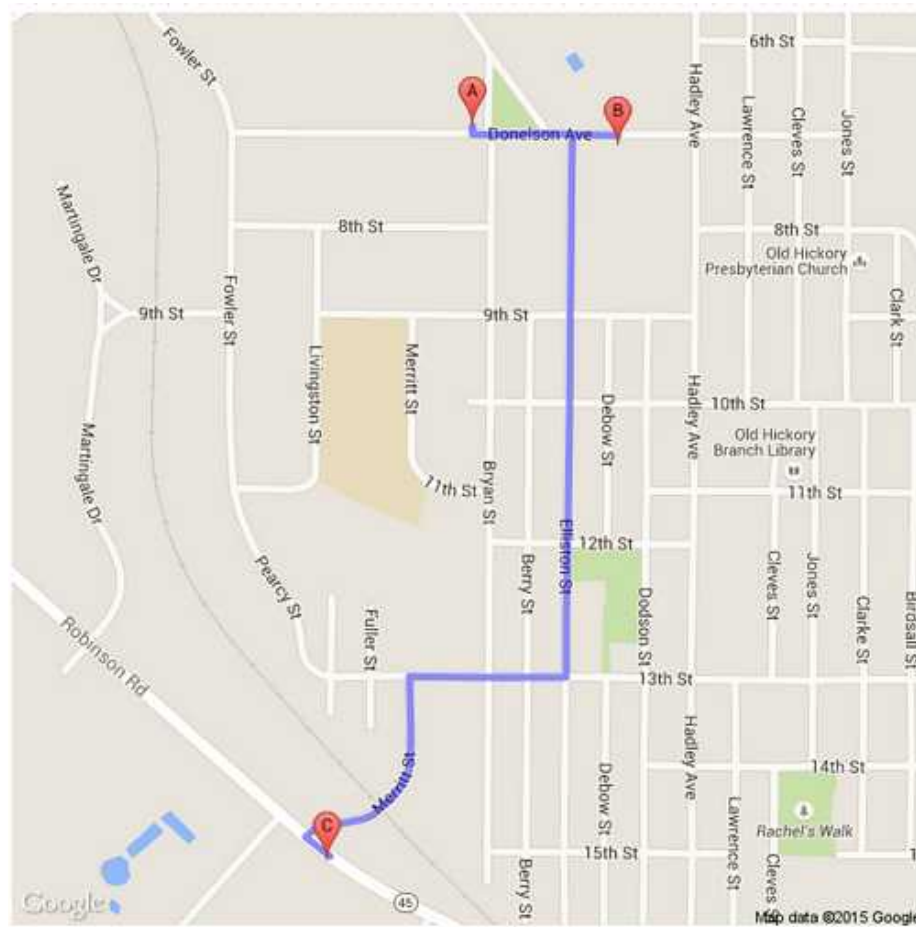 6th St
Fowler St
A
B
Hadley Ave
Lawrence St
Cleves St
Jones St
Donelson Ave
Martingale Dr
8th St
8th St
Old Hickory
Presbyterian Church
Fowler St
9th St
9th St
Clark St
Livingston St
Merritt St
Hadley Ave
Debow St
10th St
Old Hickory
Branch Library
Martingale Dr
11th St
Bryan St
11th St
Elliston St
12th St
Pearcy St
Berry St
Cleves St
Jones St
Dodson St
Clarke St
Birdsall St
Fuller St
Robinson Rd
13th St
Hadley Ave
Merritt St
14th St
Debow St
C
Lawrence St
Rachel's Walk
15th St
Berry St
Cleves St
1
45
Google
Map data ©2015 Google